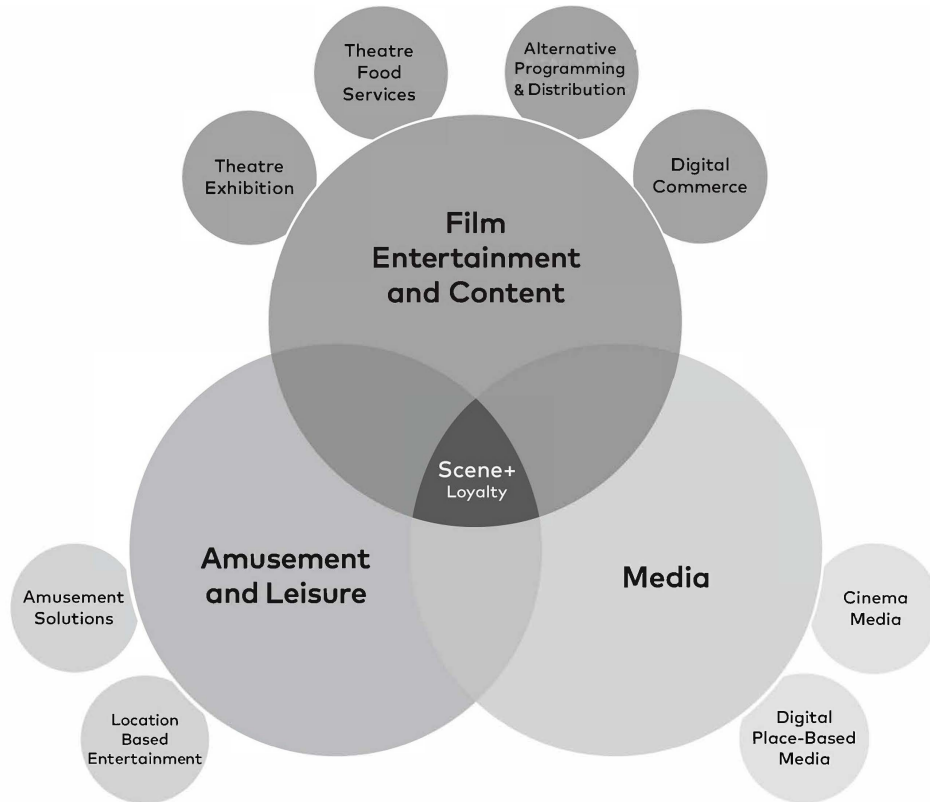 Theatre
Food
Services
Alternative
Programming
& Distribution
Theatre
Exhibition
Digital
Commerce
Film
Entertainment
and Content
Scene+
Loyalty
Amusement
and Leisure
Media
Amusement
Solutions
Cinema
Media
Location
Based
Entertainment
Digital
Place-Based
Media